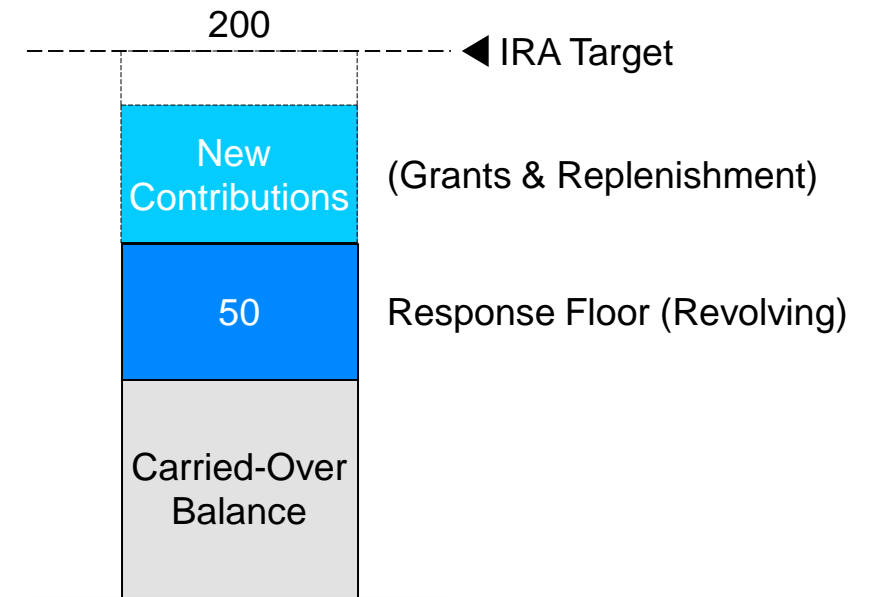 200
IRA Target
New
Contributions
(Grants & Replenishment)
50
Response Floor (Revolving)
Carried-Over
Balance